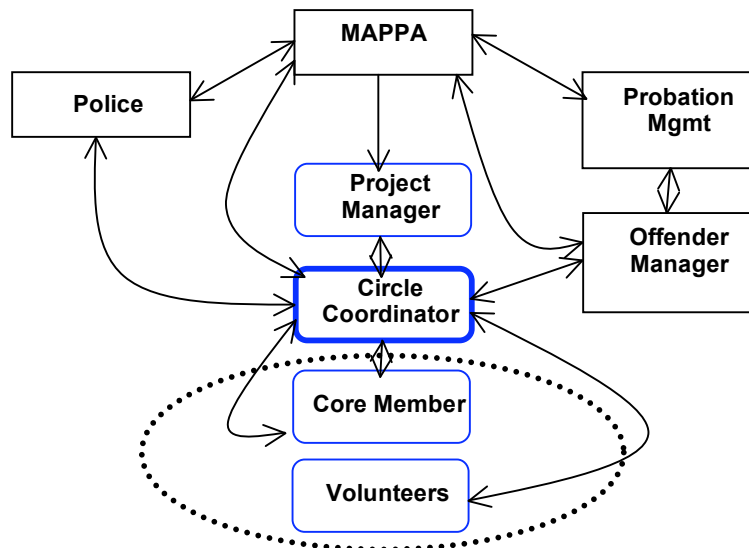 MAPPA
Police
Probation
Mgmt
Project
Manager
Offender
Manager
Circle
Coordinator
Core Member
Volunteers